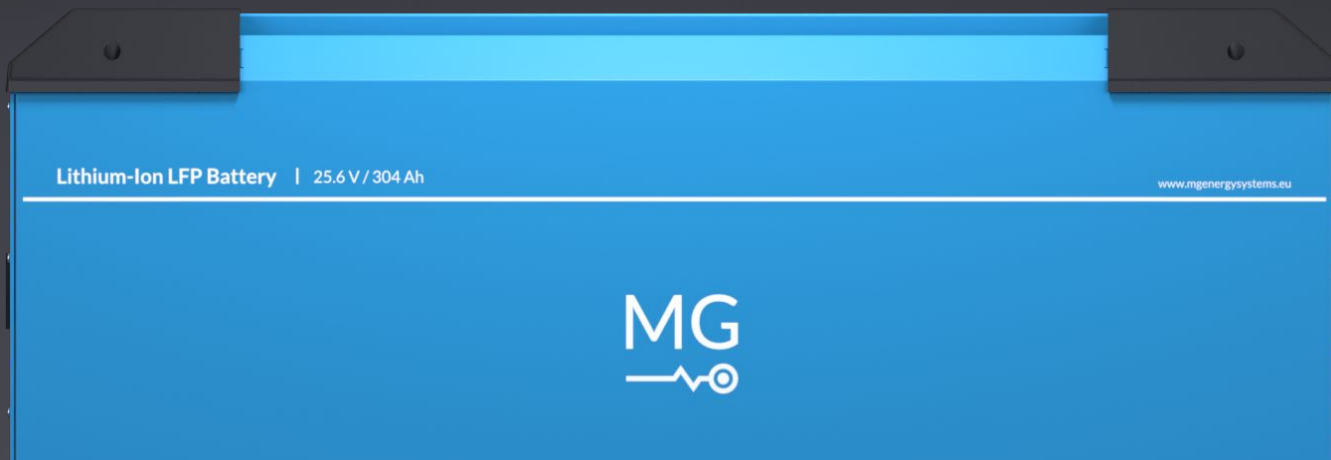 Lithium-Ion LFP Battery | 25.6 V / 304 Ah
www.mgenergysystems.eu
MG